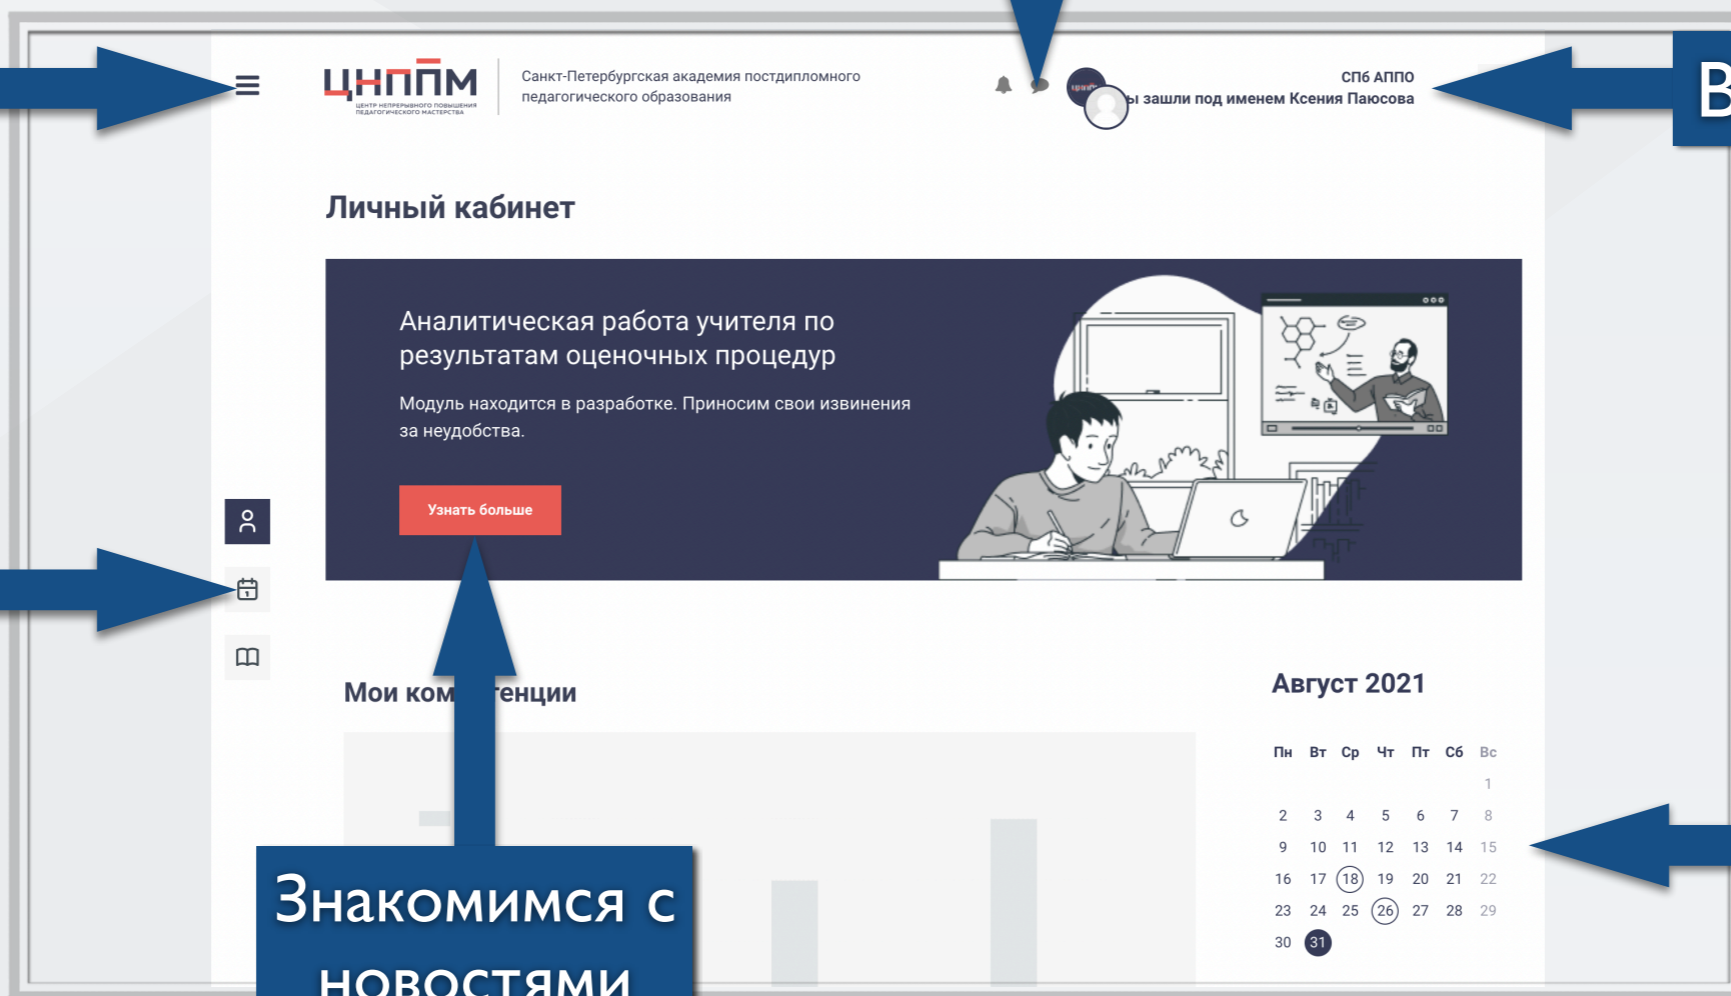 ЦНППМ
ЦЕНТР НЕПРЕРЫВНОГО ПОВЫШЕНИЯ
ПЕДАГОГИЧЕСКОГО МАСТЕРСТВА
Санкт-Петербургская академия постдипломного
педагогического образования
СПб АППО
ы зашли под именем Ксения Паюсова
В
Личный кабинет
Аналитическая работа учителя по
результатам оценочных процедур
Модуль находится в разработке. Приносим свои извинения
за неудобства.
Узнать больше
Мои ком енции
Август 2021
Пн Вт Ср Чт Пт Сб Вс
1
2 3 4 5 6 7 8
9 10 11 12 13 14 15
16 17 18 19 20 21 22
23 24 25 26 27 28 29
30 31
Знакомимся с
новостями